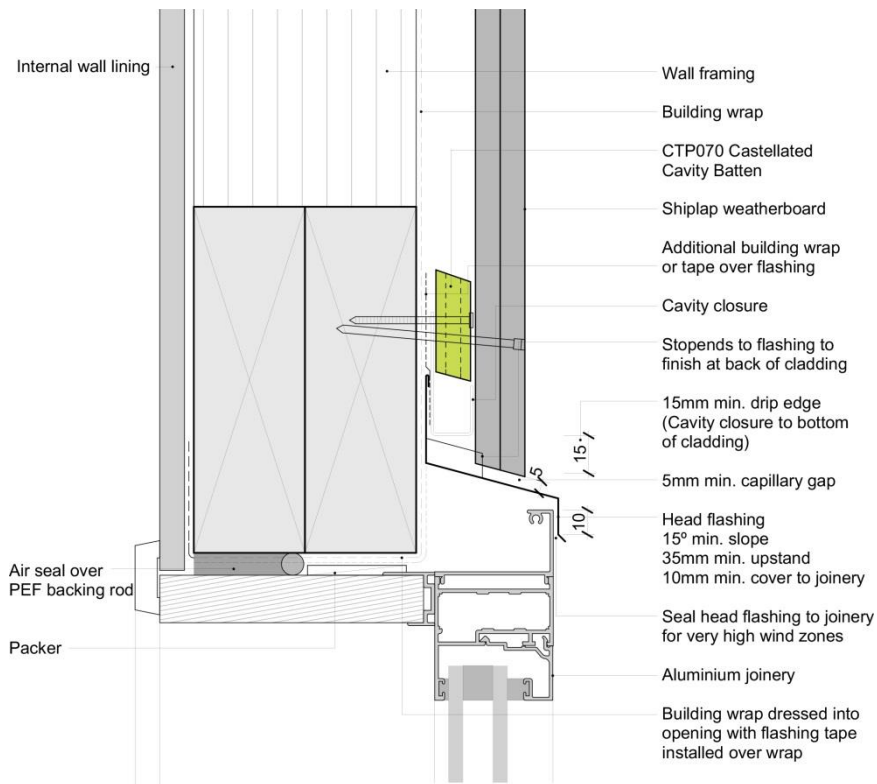 Internal wall lining
Air seal over
PEF backing rod
Packer
Wall framing
Building wrap
CTP070 Castellated
Cavity Batten
Shiplap weatherboard
Additional building wrap
or tape over flashing
Cavity closure
Stopends to flashing to
finish at back of cladding
15mm min. drip edge
(Cavity closure to bottom
of cladding)
5mm min. capillary gap
Head flashing
15º min. slope
35mm min. upstand
10mm min. cover to joinery
Seal head flashing to joinery
for very high wind zones
Aluminium joinery
Building wrap dressed into
opening with flashing tape
installed over wrap
15
5
10